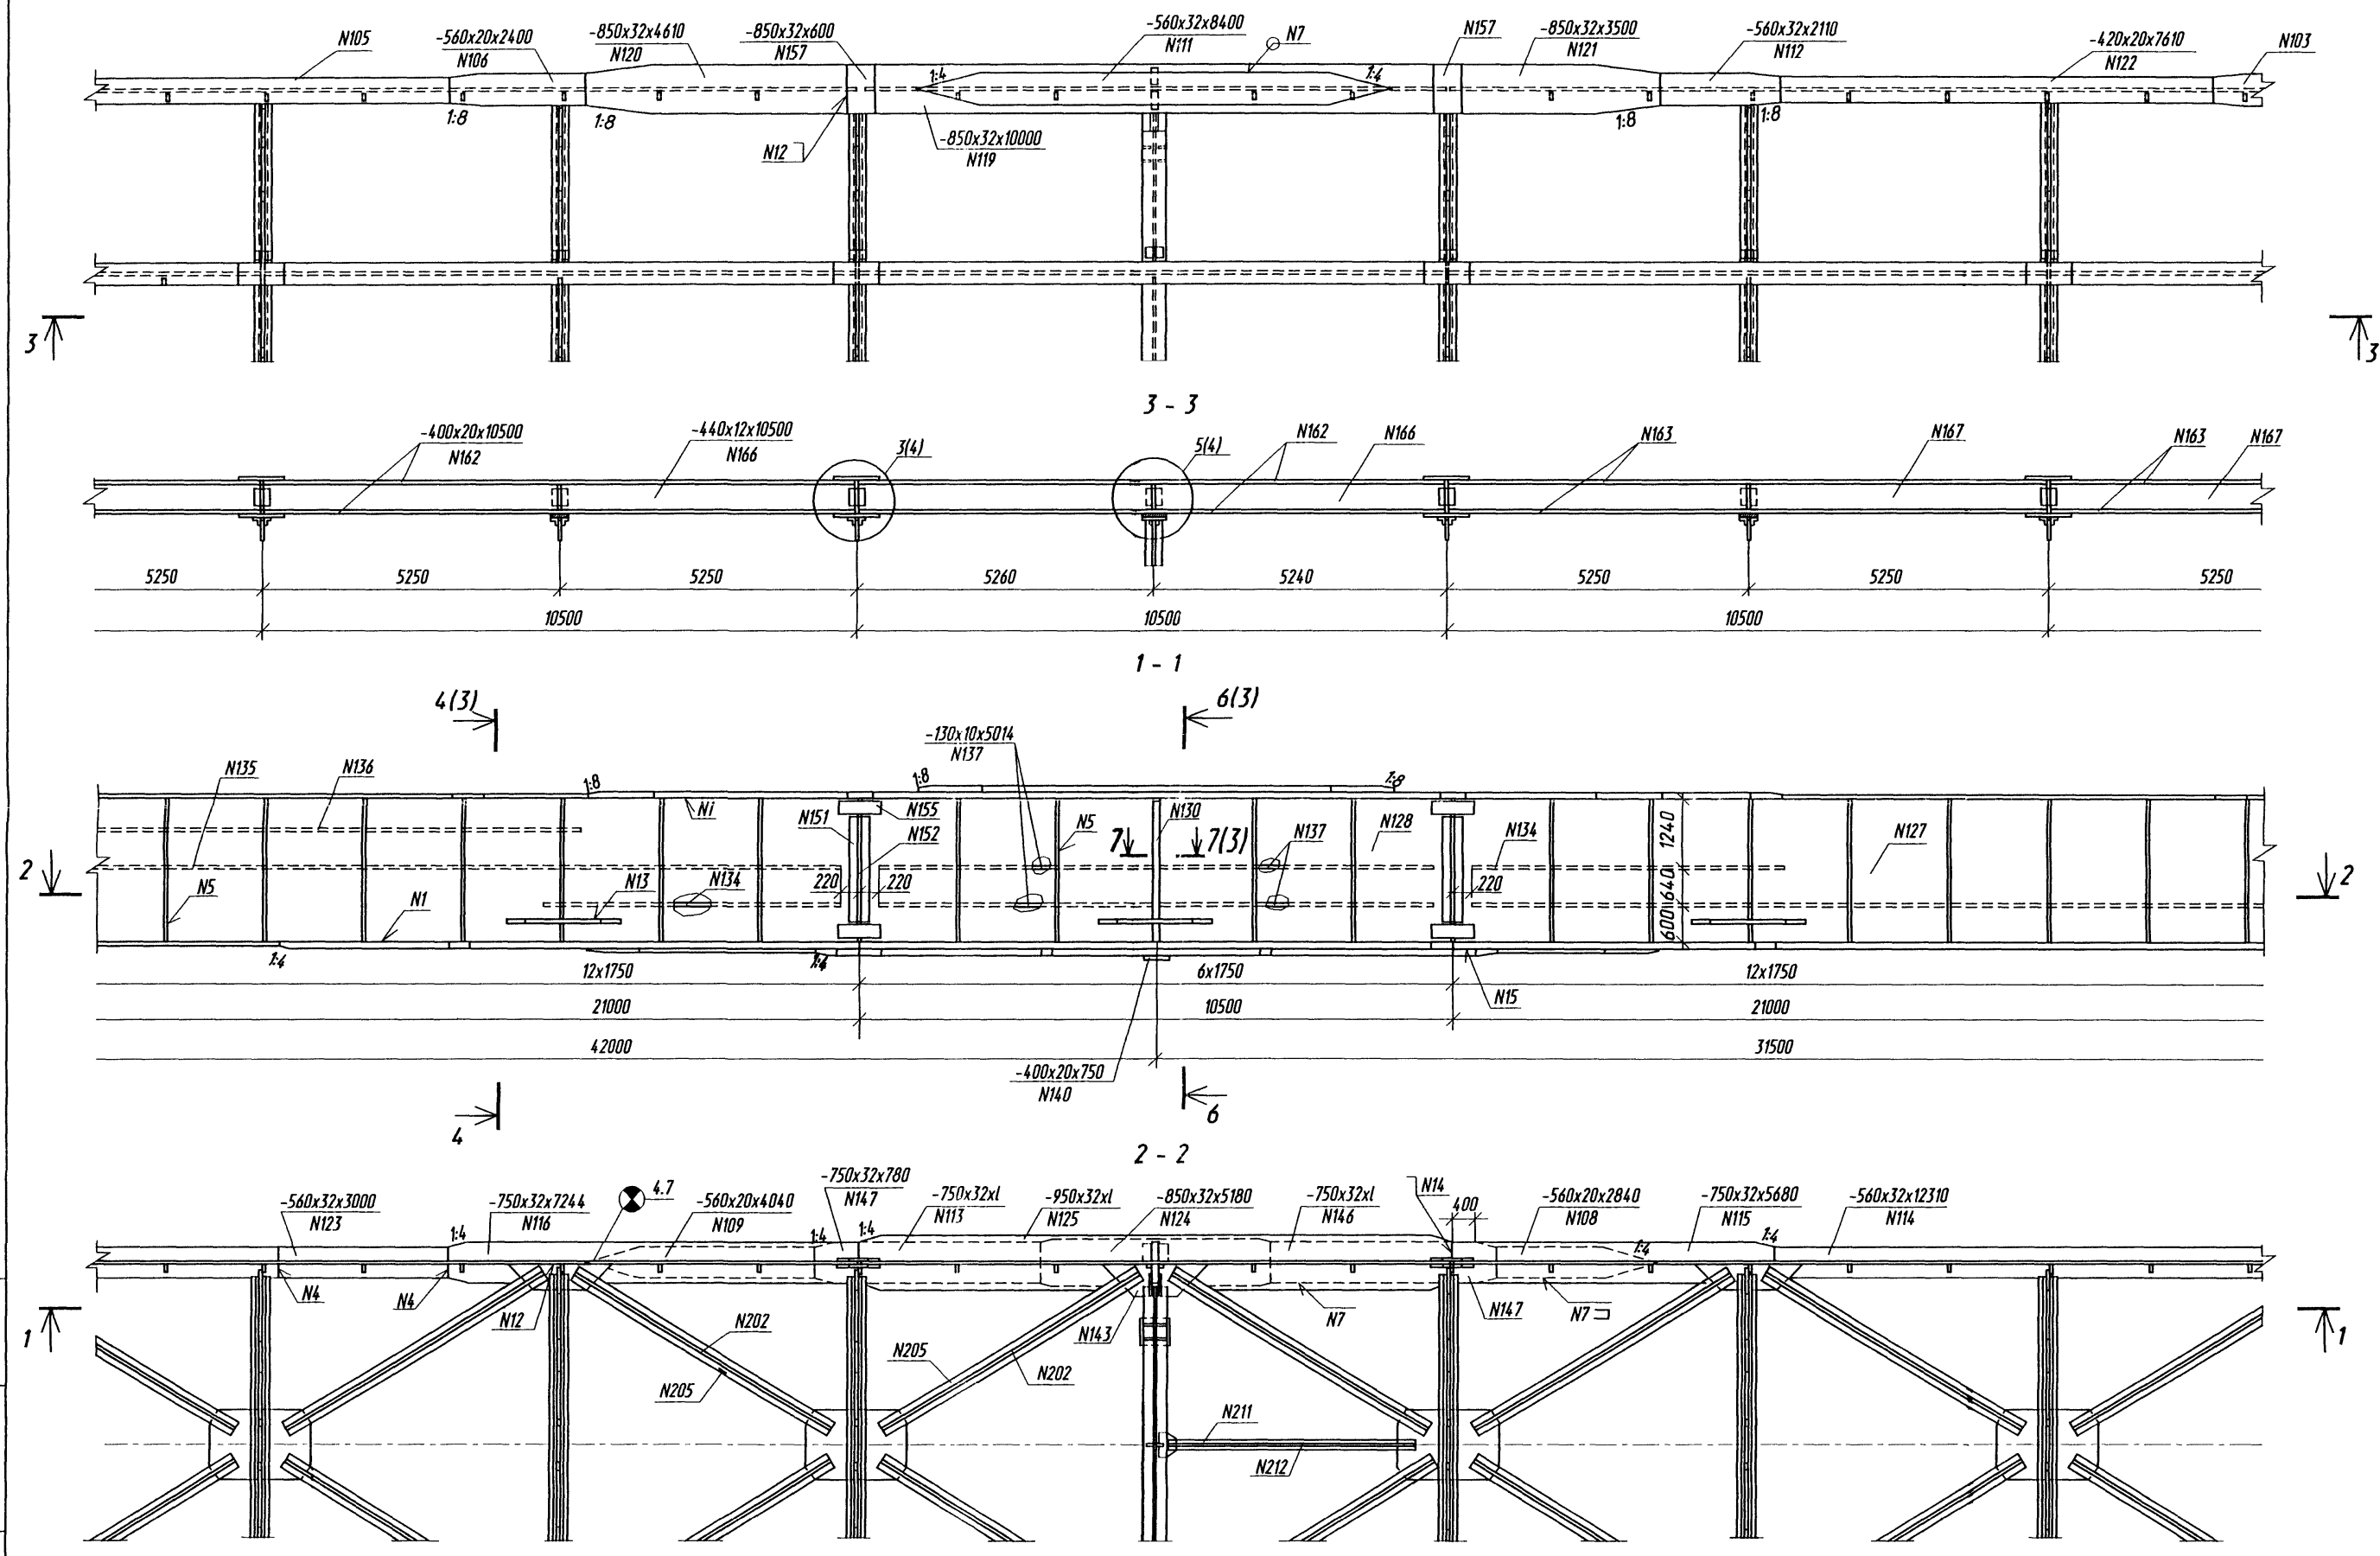 N105
-560x20x2400
N106
-850x32x4610
N120
-850x32x600
N157
-560x32x8400
N111
N7
N157
-850x32x3500
N121
-560x32x2110
N112
-420x20x7610
N122
N103
1:4
1:4
1:8
1:8
1:8
1:8
N12
-850x32x10000
N119
3
3
3 - 3
-400x20x10500
N162
-440x12x10500
N166
3(4)
5(4)
N162
N166
N163
N167
N163
N167
5250
5250
5250
5260
5240
5250
5250
5250
10500
10500
10500
1 - 1
4(3)
6(3)
-130x10x5014
N137
N135
N136
1:8
1:8
1:8
Ni
N151
N155
N152
N5
N130
7
7(3)
N137
N128
N134
1240
N127
2
2
N5
N1
N13
N134
220
220
220
640
600
1:4
1:4
12x1750
6x1750
12x1750
N15
21000
10500
21000
42000
31500
-400x20x750
N140
4
6
2 - 2
-560x32x3000
N123
-750x32x7244
N116
4.7
-560x20x4040
N109
-750x32x780
N147
-750x32xl
N113
-950x32xl
N125
-850x32x5180
N124
-750x32xl
N146
N14
400
-560x20x2840
N108
-750x32x5680
N115
-560x32x12310
N114
1:4
1:4
1:4
1:4
1:4
N4
N4
N12
N202
N205
N205
N143
N202
N7
N147
N7
1
1
N211
N212